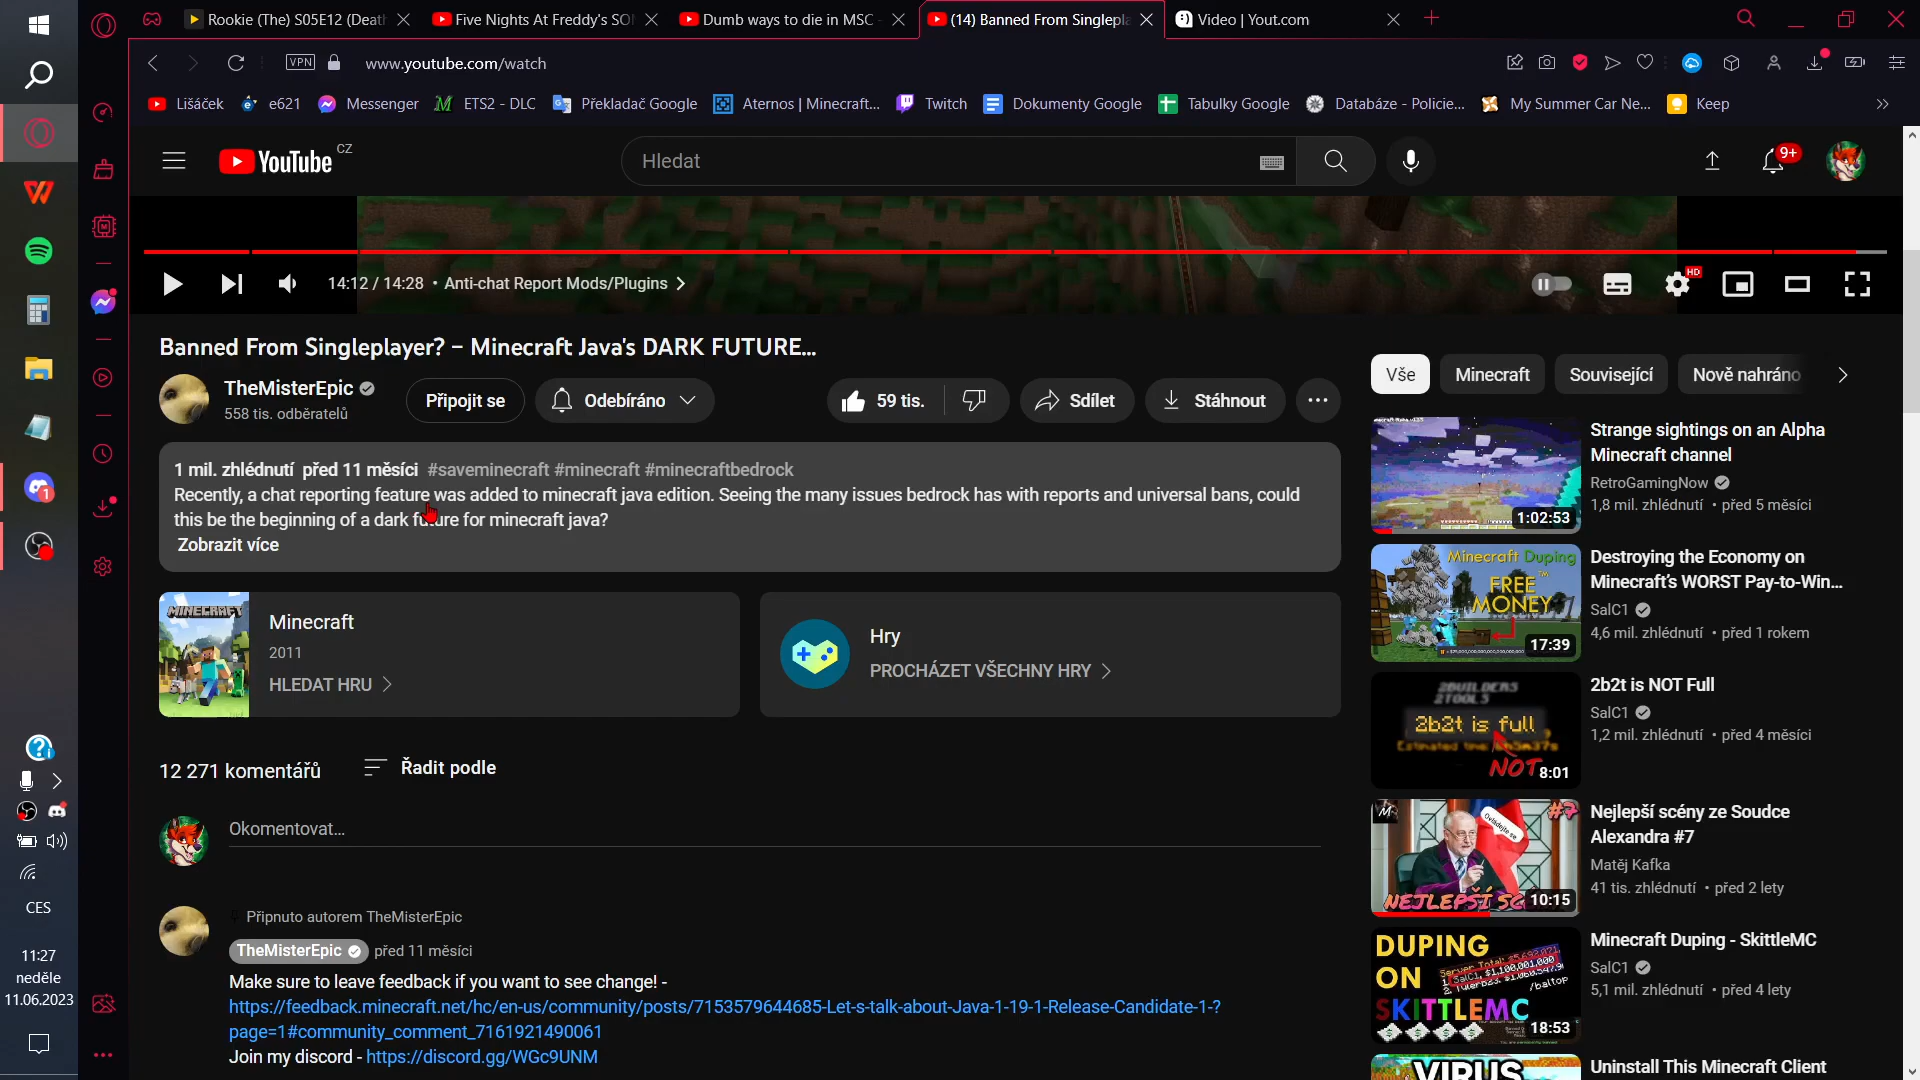 Rookie (The) S05E12 (Deat
Five Nights At Freddy's SO
Dumb ways to die in MSC -
(14) Banned From Singlepla
Video | Yout.com
VPN
www.youtube.com/watch
Lišáček
e621
Messenger
ETS2 - DLC
Překladač Google
Aternos | Minecraft...
Twitch
Dokumenty Google
Tabulky Google
Databáze - Policie...
My Summer Car Ne...
Keep
YouTube CZ
Hledat
9+
14:12 / 14:28 • Anti-chat Report Mods/Plugins
HD
Banned From Singleplayer? – Minecraft Java's DARK FUTURE...
TheMisterEpic
558 tis. odběratelů
Připojit se
Odebíráno
59 tis.
Sdílet
Stáhnout
1 mil. zhlédnutí před 11 měsíci #saveminecraft #minecraft #minecraftbedrock
Recently, a chat reporting feature was added to minecraft java edition. Seeing the many issues bedrock has with reports and universal bans, could
this be the beginning of a dark future for minecraft java?
Zobrazit více
MINECRAFT
Minecraft
2011
HLEDAT HRU
Hry
PROCHÁZET VŠECHNY HRY
12 271 komentářů
Řadit podle
Okomentovat...
Připnuto autorem TheMisterEpic
TheMisterEpic před 11 měsíci
Make sure to leave feedback if you want to see change! -
https://feedback.minecraft.net/hc/en-us/community/posts/7153579644685-Let-s-talk-about-Java-1-19-1-Release-Candidate-1-?
page=1#community_comment_7161921490061
Join my discord - https://discord.gg/WGc9UNM
Vše
Minecraft
Související
Nově nahráno
1:02:53
Strange sightings on an Alpha
Minecraft channel
RetroGamingNow
1,8 mil. zhlédnutí • před 5 měsíci
Minecraft Duping
FREE™
MONEY
17:39
Destroying the Economy on
Minecraft's WORST Pay-to-Win...
SalC1
4,6 mil. zhlédnutí • před 1 rokem
2BUILDERS
2TOOLS
2b2t is full
NOT
8:01
2b2t is NOT Full
SalC1
1,2 mil. zhlédnutí • před 4 měsíci
#7
Ovládejte se
NEJLEPŠÍ SC
10:15
Nejlepší scény ze Soudce
Alexandra #7
Matěj Kafka
41 tis. zhlédnutí • před 2 lety
DUPING
ON
SKITTLEMC
/baltop
18:53
Minecraft Duping - SkittleMC
SalC1
5,1 mil. zhlédnutí • před 4 lety
VIRUS
Uninstall This Minecraft Client
1
CES
11:27
neděle
11.06.2023